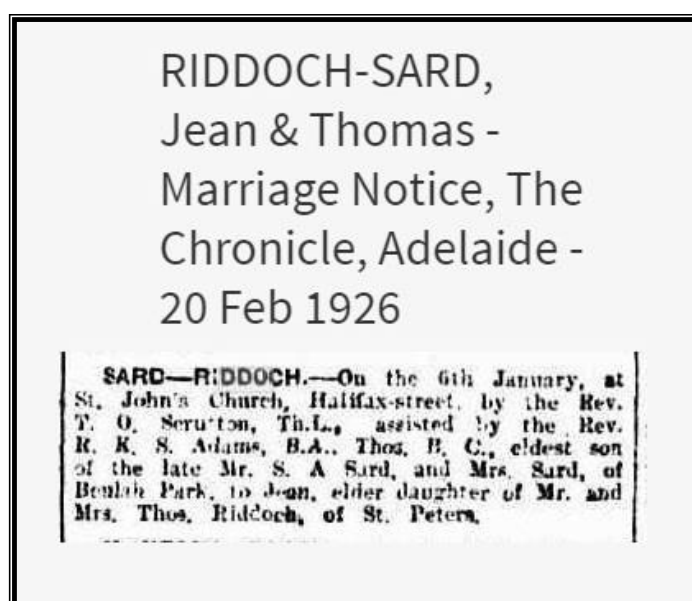 RIDDOCH-SARD,
Jean & Thomas -
Marriage Notice, The
Chronicle, Adelaide -
20 Feb 1926
SARD—RIDDOCH.—On the 6th January, at
St. John's Church, Halifax-street, by the Rev.
T. O. Scrutton, Th.L., assisted by the Rev.
R. K. S. Adams, B.A., Thos. B. C., eldest son
of the late Mr. S. A Sard, and Mrs. Sard, of
Beulah Park, to Jean, elder daughter of Mr. and
Mrs. Thos. Riddoch, of St. Peters.